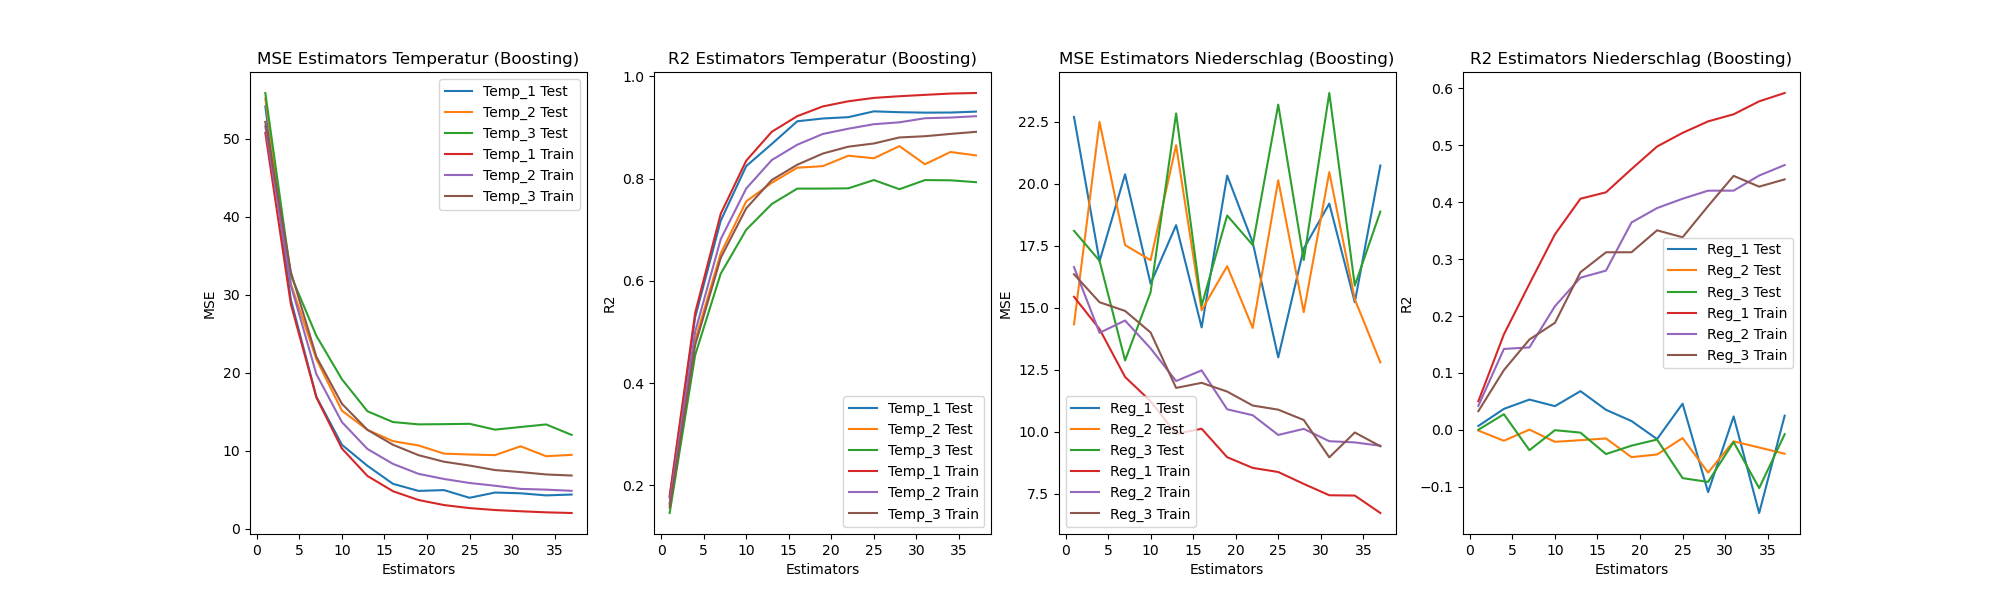 MSE Estimators Temperatur (Boosting)
MSE
50
40
30
20
10
0
0 5 10 15 20 25 30 35
Estimators
Temp_1 Test
Temp_2 Test
Temp_3 Test
Temp_1 Train
Temp_2 Train
Temp_3 Train
R2 Estimators Temperatur (Boosting)
R2
1.0
0.8
0.6
0.4
0.2
0 5 10 15 20 25 30 35
Estimators
Temp_1 Test
Temp_2 Test
Temp_3 Test
Temp_1 Train
Temp_2 Train
Temp_3 Train
MSE Estimators Niederschlag (Boosting)
MSE
22.5
20.0
17.5
15.0
12.5
10.0
7.5
0 5 10 15 20 25 30 35
Estimators
Reg_1 Test
Reg_2 Test
Reg_3 Test
Reg_1 Train
Reg_2 Train
Reg_3 Train
R2 Estimators Niederschlag (Boosting)
R2
0.6
0.5
0.4
0.3
0.2
0.1
0.0
−0.1
0 5 10 15 20 25 30 35
Estimators
Reg_1 Test
Reg_2 Test
Reg_3 Test
Reg_1 Train
Reg_2 Train
Reg_3 Train